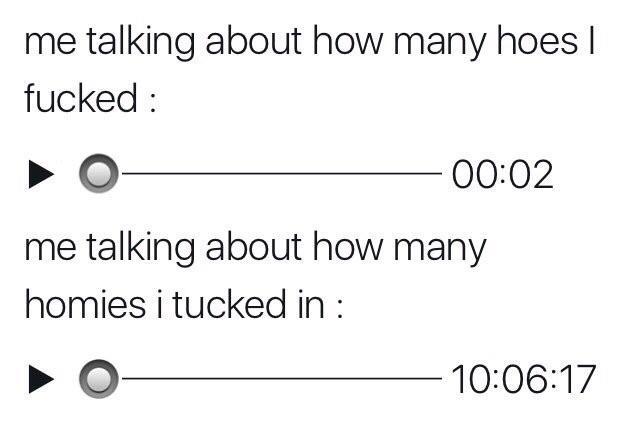 me talking about how many hoes I
fucked :
00:02
me talking about how many
homies i tucked in :
10:06:17